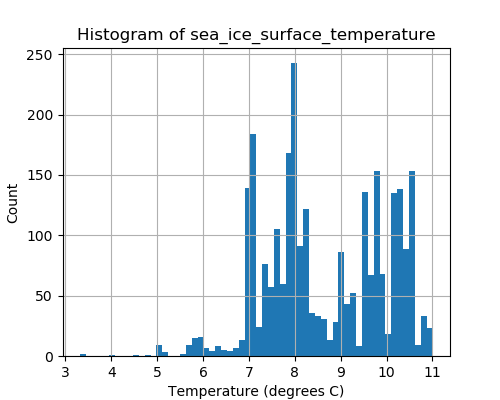 Histogram of sea_ice_surface_temperature
250
200
150
100
50
0
Count
3 4 5 6 7 8 9 10 11
Temperature (degrees C)